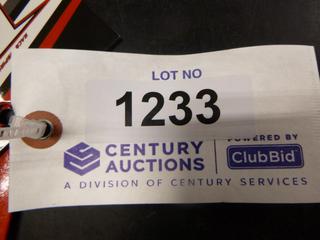 LOT NO
1233
CENTURY AUCTIONS
POWERED BY
ClubBid
A DIVISION OF CENTURY SERVICES